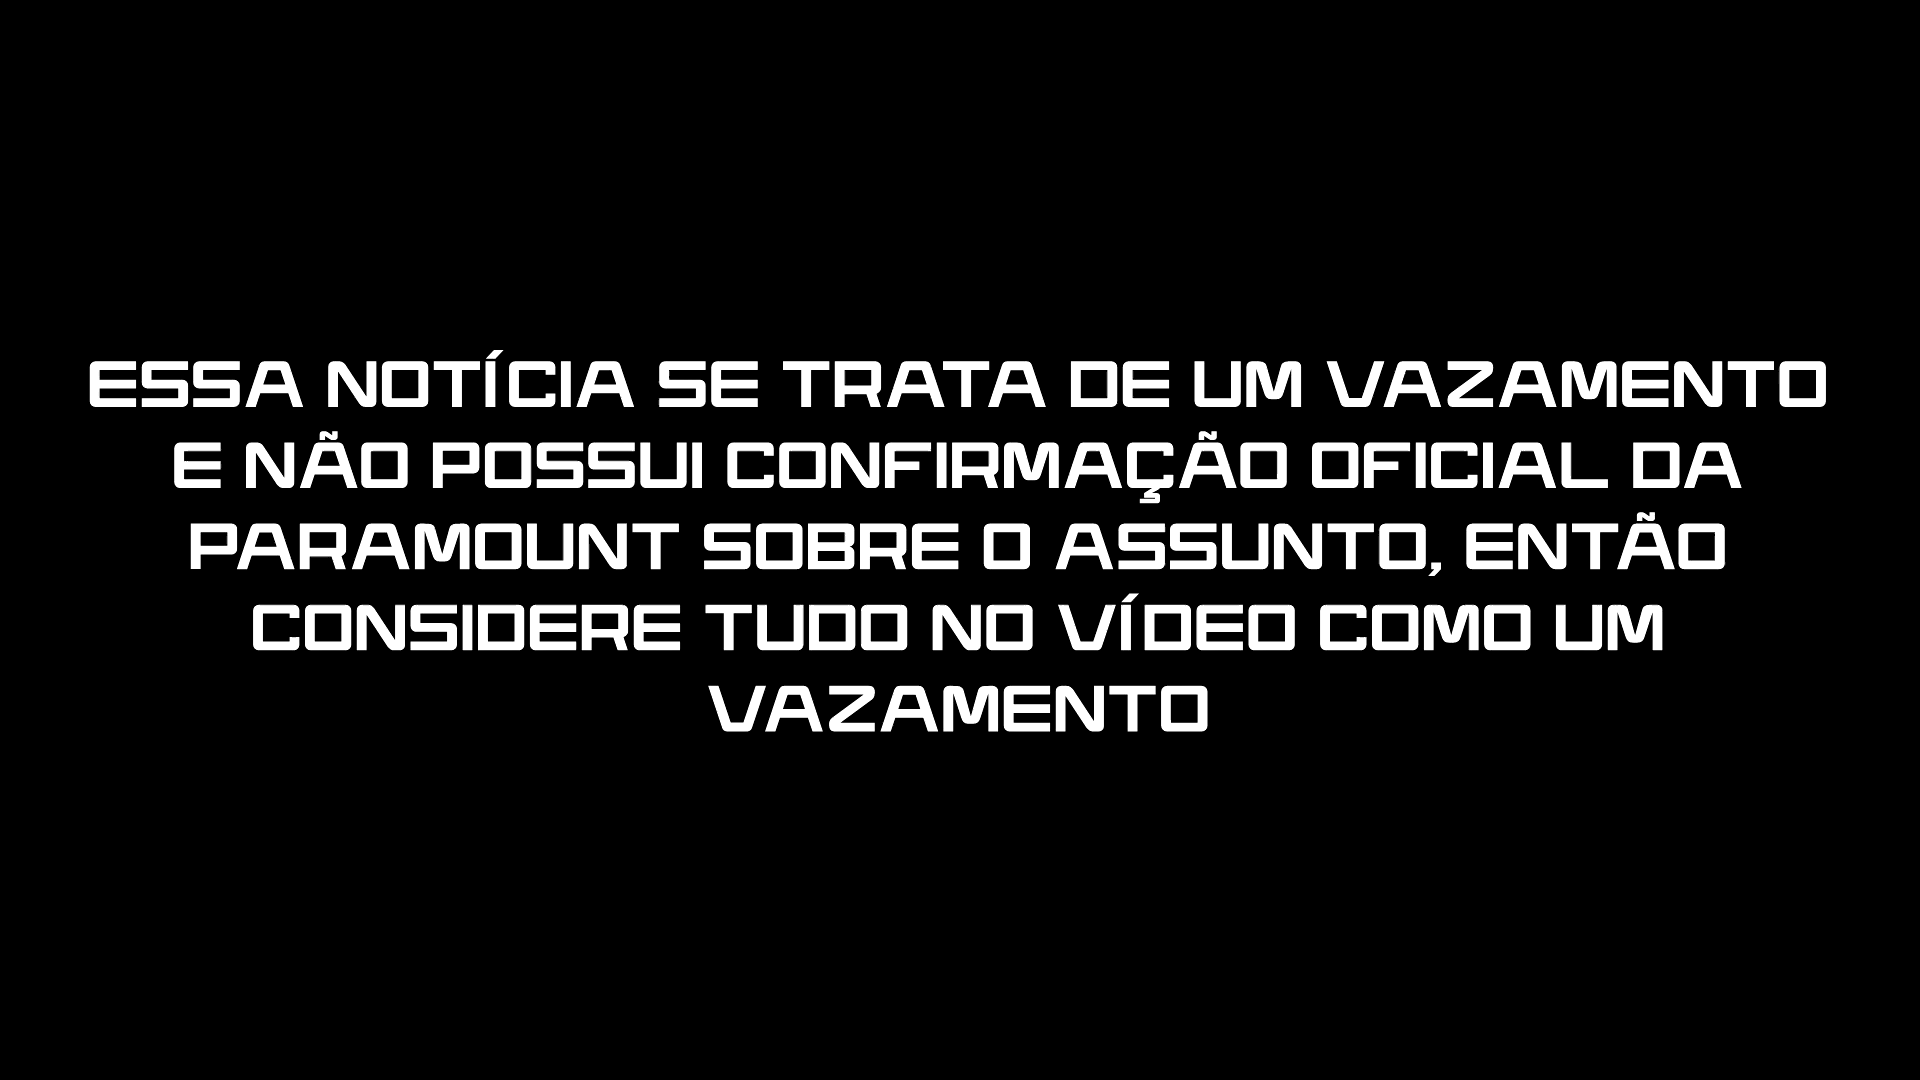 ESSA NOTÍCIA SE TRATA DE UM VAZAMENTO
E NÃO POSSUI CONFIRMAÇÃO OFICIAL DA
PARAMOUNT SOBRE O ASSUNTO, ENTÃO
CONSIDERE TUDO NO VÍDEO COMO UM
VAZAMENTO